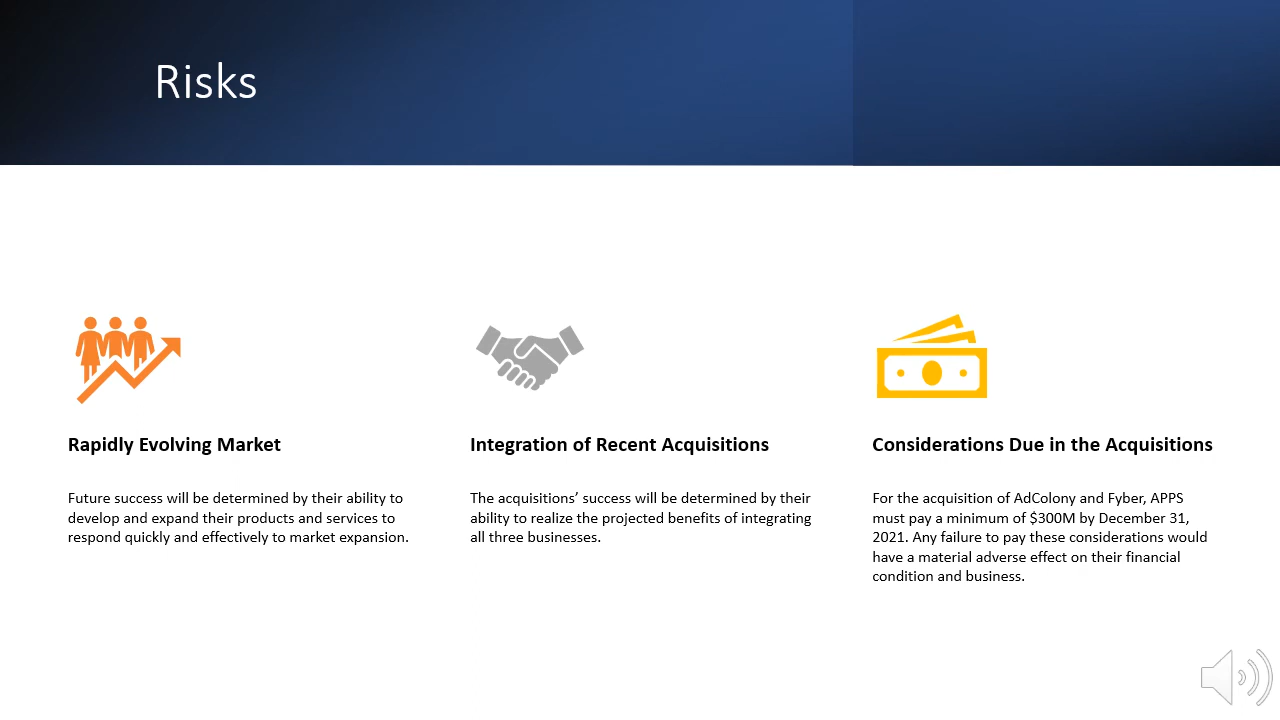 Risks
Rapidly Evolving Market
Future success will be determined by their ability to
develop and expand their products and services to
respond quickly and effectively to market expansion.
Integration of Recent Acquisitions
The acquisitions’ success will be determined by their
ability to realize the projected benefits of integrating
all three businesses.
Considerations Due in the Acquisitions
For the acquisition of AdColony and Fyber, APPS
must pay a minimum of $300M by December 31,
2021. Any failure to pay these considerations would
have a material adverse effect on their financial
condition and business.